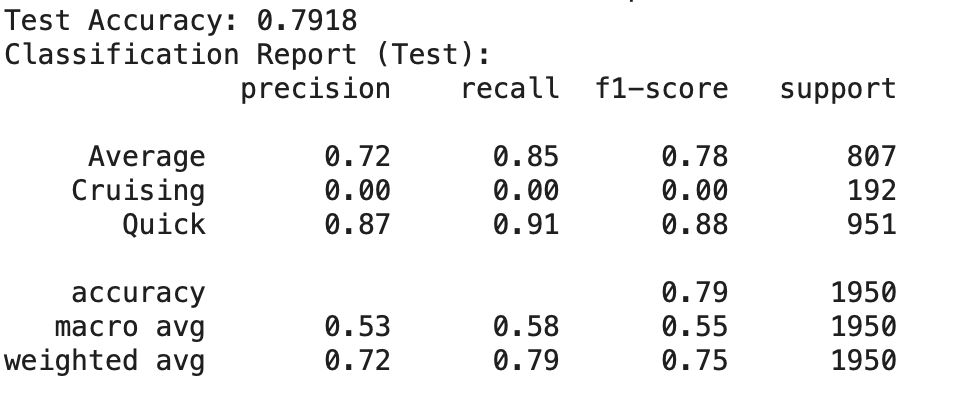 Test Accuracy: 0.7918
Classification Report (Test):
precision recall f1-score support
Average 0.72 0.85 0.78 807
Cruising 0.00 0.00 0.00 192
Quick 0.87 0.91 0.88 951
accuracy 0.79 1950
macro avg 0.53 0.58 0.55 1950
weighted avg 0.72 0.79 0.75 1950